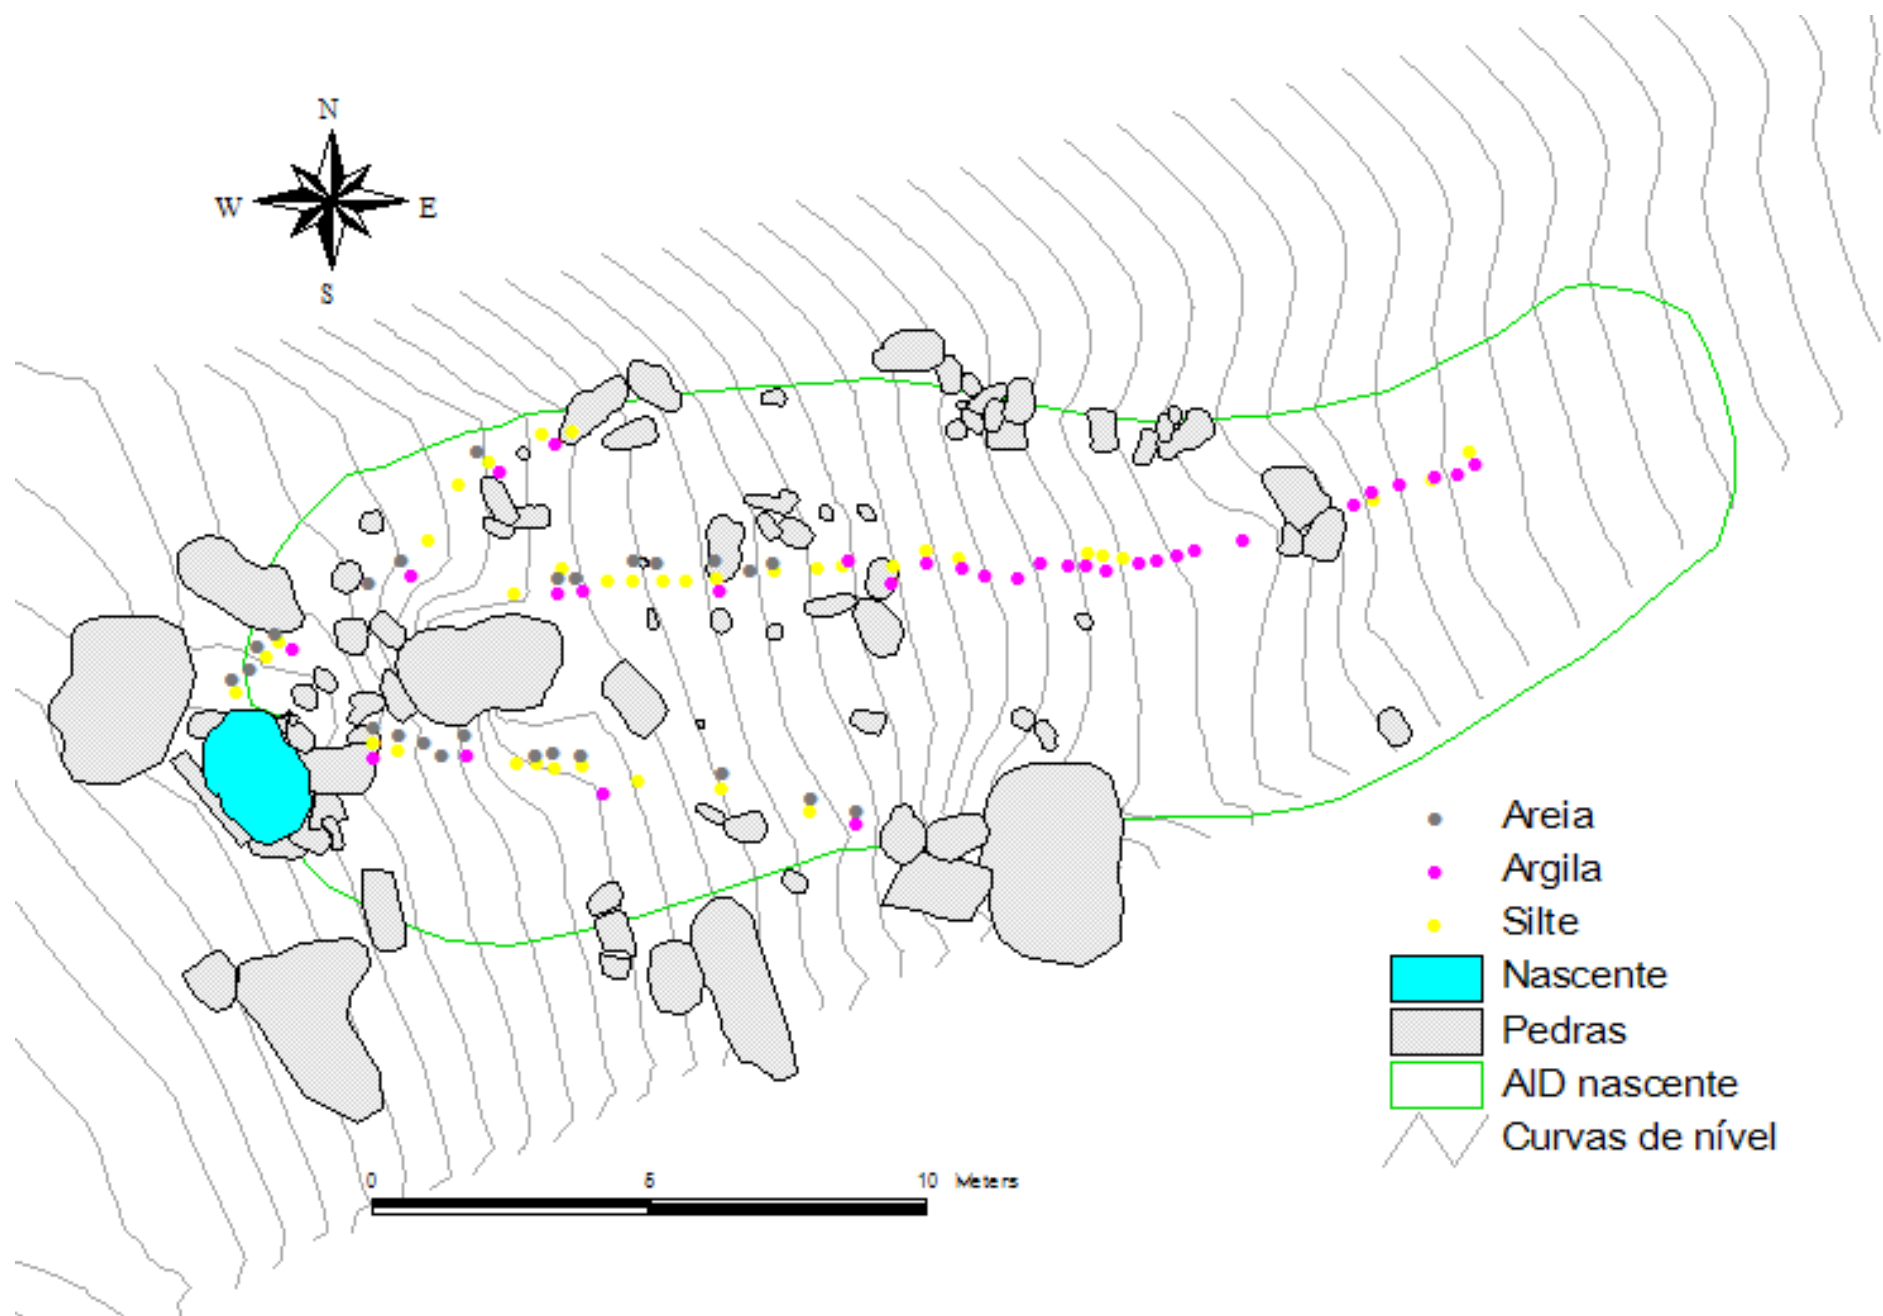 N
W E
S
Areia
Argila
Silte
Nascente
Pedras
AID nascente
Curvas de nível
0 5 10 Meters